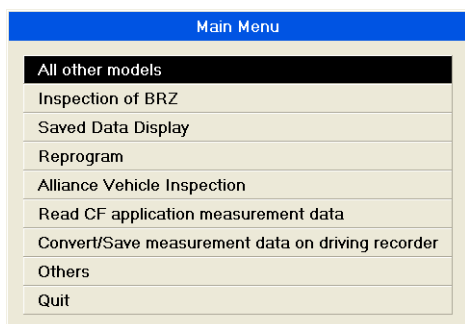 Main Menu
All other models
Inspection of BRZ
Saved Data Display
Reprogram
Alliance Vehicle Inspection
Read CF application measurement data
Convert/Save measurement data on driving recorder
Others
Quit